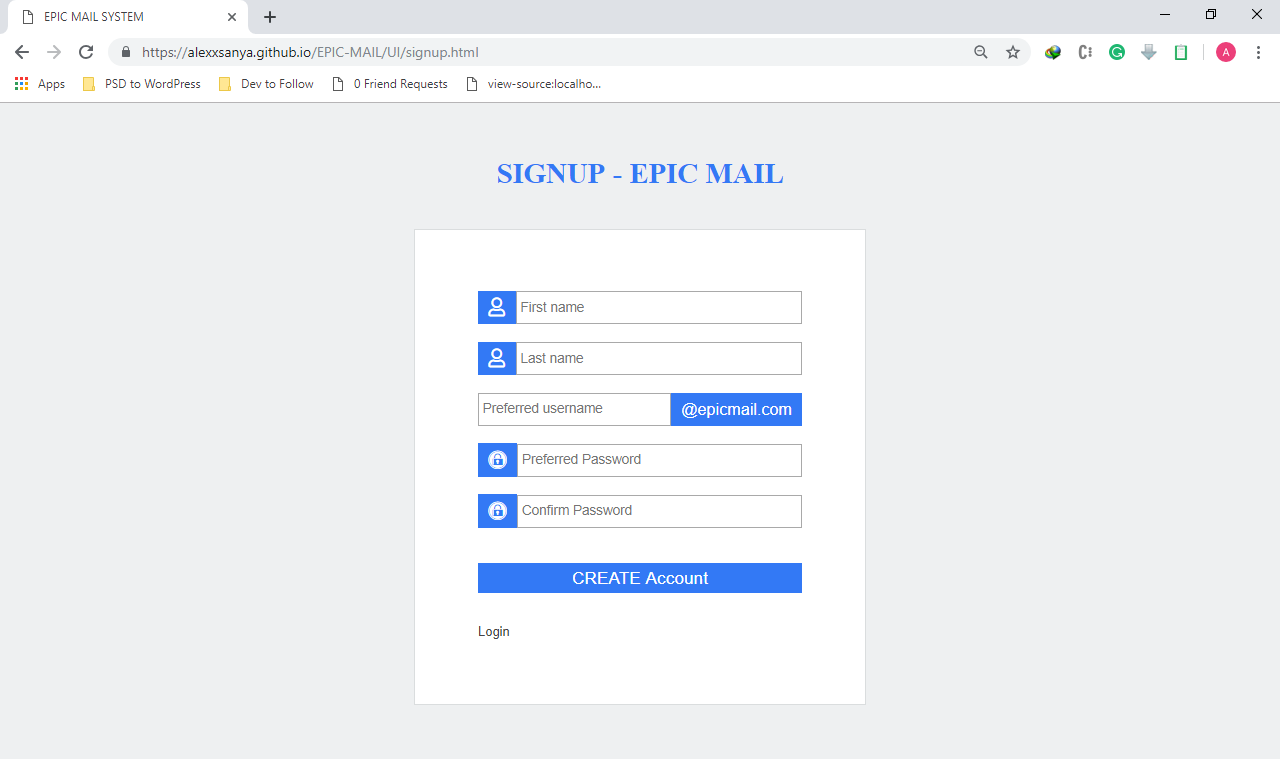 EPIC MAIL SYSTEM
https://alexxsanya.github.io/EPIC-MAIL/UI/signup.html
A
Apps PSD to WordPress Dev to Follow 0 Friend Requests view-source:localho...
SIGNUP - EPIC MAIL
First name
Last name
Preferred username @epicmail.com
Preferred Password
Confirm Password
CREATE Account
Login